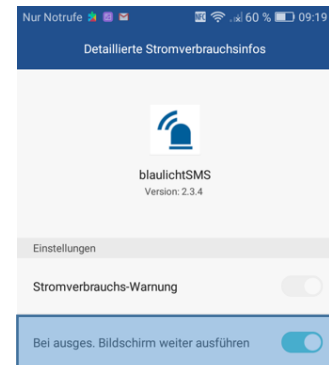 Nur Notrufe 60 % 09:19
Detaillierte Stromverbrauchsinfos
blaulichtSMS
Version: 2.3.4
Einstellungen
Stromverbrauchs-Warnung
Bei ausges. Bildschirm weiter ausführen